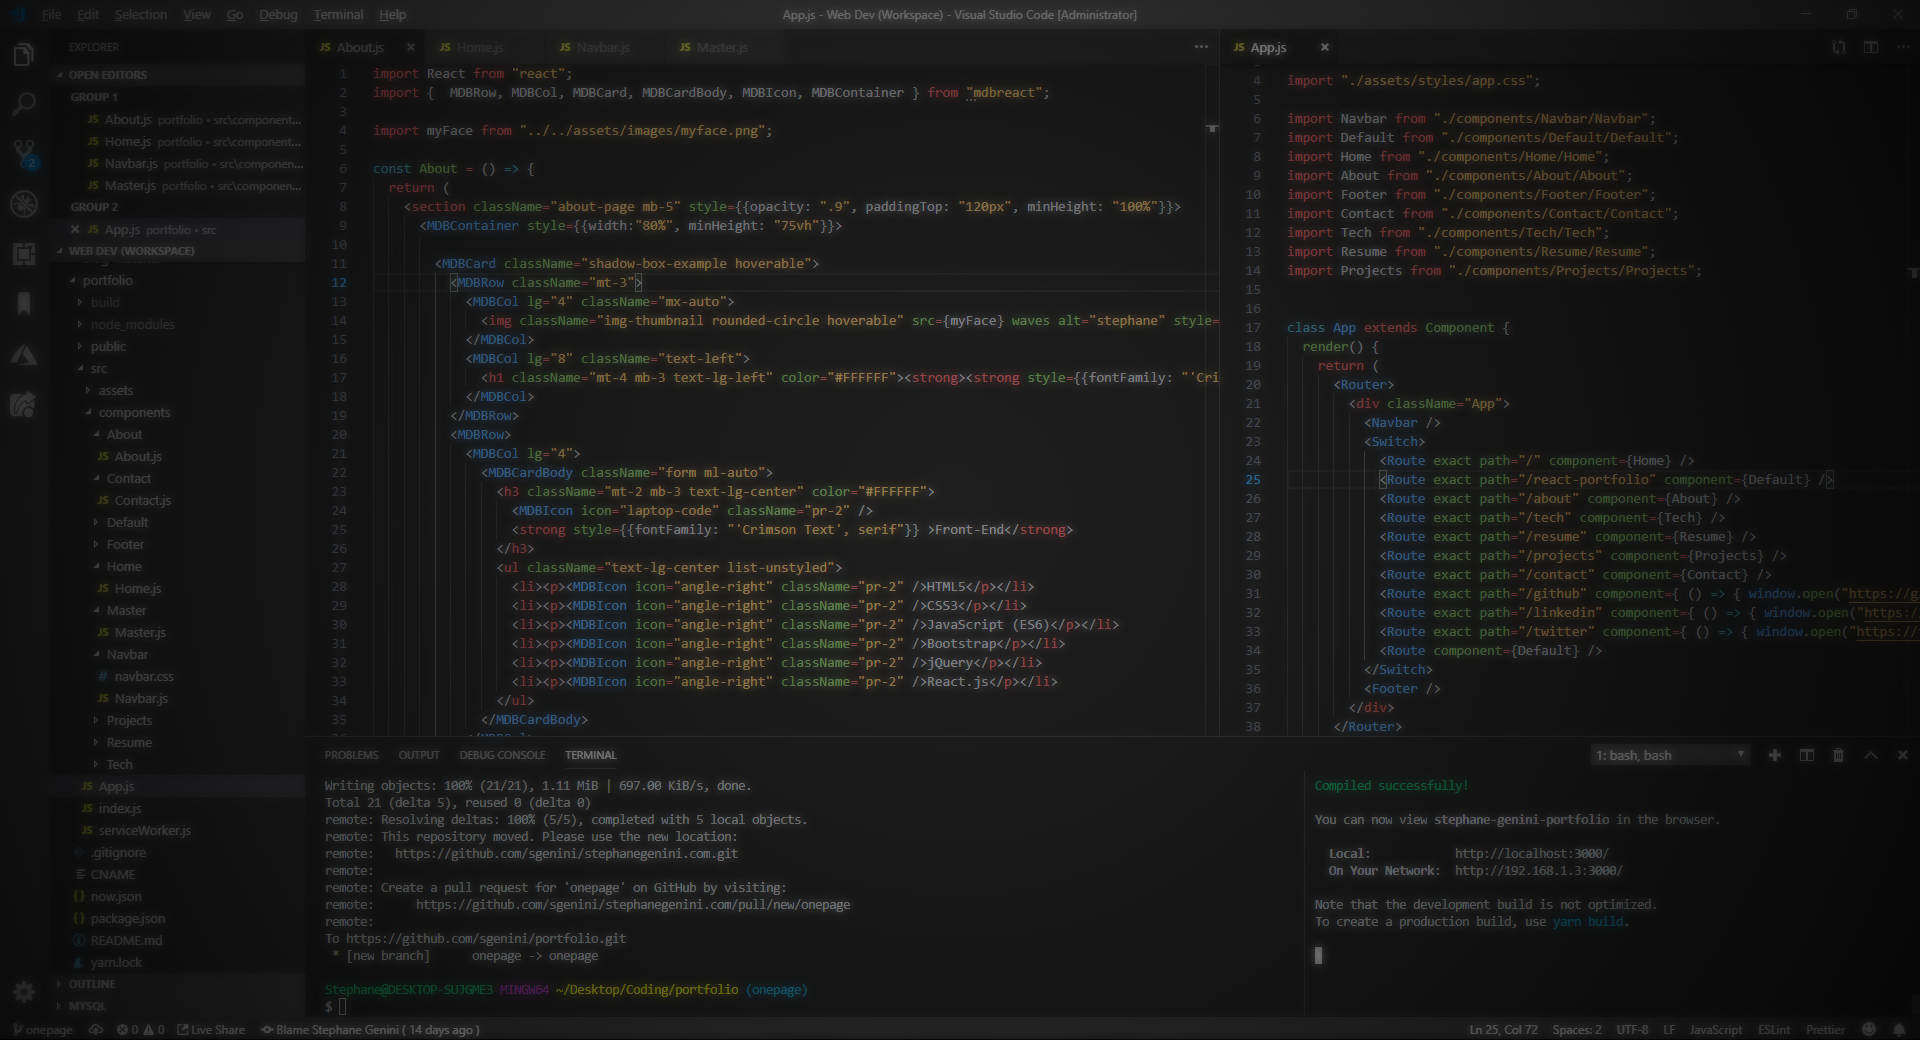 File Edit Selection View Go Debug Terminal Help
App.js - Web Dev (Workspace) - Visual Studio Code [Administrator]
EXPLORER
OPEN EDITORS
GROUP 1
JS About.js portfolio • src\component...
JS Home.js portfolio • src\component...
JS Navbar.js portfolio • src\componen...
JS Master.js portfolio • src\componen...
GROUP 2
JS App.js portfolio • src
WEB DEV (WORKSPACE)
portfolio
build
node_modules
public
src
assets
components
About
JS About.js
Contact
JS Contact.js
Default
Footer
Home
JS Home.js
Master
JS Master.js
Navbar
# navbar.css
JS Navbar.js
Projects
Resume
Tech
JS App.js
JS index.js
JS serviceWorker.js
.gitignore
CNAME
{} now.json
{} package.json
README.md
yarn.lock
OUTLINE
MYSQL
2
JS About.js × JS Home.js JS Navbar.js JS Master.js ...
1 import React from "react";
2 import {  MDBRow, MDBCol, MDBCard, MDBCardBody, MDBIcon, MDBContainer } from "mdbreact";
3
4 import myFace from "../../assets/images/myface.png";
5
6 const About = () => {
7 return (
8 <section className="about-page mb-5" style={{opacity: ".9", paddingTop: "120px", minHeight: "100%"}}>
9 <MDBContainer style={{width:"80%", minHeight: "75vh"}}>
10
11 <MDBCard className="shadow-box-example hoverable">
12 <MDBRow className="mt-3">
13 <MDBCol lg="4" className="mx-auto">
14 <img className="img-thumbnail rounded-circle hoverable" src={myFace} waves alt="stephane" style=
15 </MDBCol>
16 <MDBCol lg="8" className="text-left">
17 <h1 className="mt-4 mb-3 text-lg-left" color="#FFFFFF"><strong><strong style={{fontFamily: "'Cri
18 </MDBCol>
19 </MDBRow>
20 <MDBRow>
21 <MDBCol lg="4">
22 <MDBCardBody className="form ml-auto">
23 <h3 className="mt-2 mb-3 text-lg-center" color="#FFFFFF">
24 <MDBIcon icon="laptop-code" className="pr-2" />
25 <strong style={{fontFamily: "'Crimson Text', serif"}} >Front-End</strong>
26 </h3>
27 <ul className="text-lg-center list-unstyled">
28 <li><p><MDBIcon icon="angle-right" className="pr-2" />HTML5</p></li>
29 <li><p><MDBIcon icon="angle-right" className="pr-2" />CSS3</p></li>
30 <li><p><MDBIcon icon="angle-right" className="pr-2" />JavaScript (ES6)</p></li>
31 <li><p><MDBIcon icon="angle-right" className="pr-2" />Bootstrap</p></li>
32 <li><p><MDBIcon icon="angle-right" className="pr-2" />jQuery</p></li>
33 <li><p><MDBIcon icon="angle-right" className="pr-2" />React.js</p></li>
34 </ul>
35 </MDBCardBody>
JS App.js ×
4 import "./assets/styles/app.css";
5
6 import Navbar from "./components/Navbar/Navbar";
7 import Default from "./components/Default/Default";
8 import Home from "./components/Home/Home";
9 import About from "./components/About/About";
10 import Footer from "./components/Footer/Footer";
11 import Contact from "./components/Contact/Contact";
12 import Tech from "./components/Tech/Tech";
13 import Resume from "./components/Resume/Resume";
14 import Projects from "./components/Projects/Projects";
15
16
17 class App extends Component {
18 render() {
19 return (
20 <Router>
21 <div className="App">
22 <Navbar />
23 <Switch>
24 <Route exact path="/" component={Home} />
25 <Route exact path="/react-portfolio" component={Default} />
26 <Route exact path="/about" component={About} />
27 <Route exact path="/tech" component={Tech} />
28 <Route exact path="/resume" component={Resume} />
29 <Route exact path="/projects" component={Projects} />
30 <Route exact path="/contact" component={Contact} />
31 <Route exact path="/github" component={ () => { window.open("https://g
32 <Route exact path="/linkedin" component={ () => { window.open("https:/
33 <Route exact path="/twitter" component={ () => { window.open("https://
34 <Route component={Default} />
35 </Switch>
36 <Footer />
37 </div>
38 </Router>
PROBLEMS OUTPUT DEBUG CONSOLE TERMINAL 1: bash, bash
Writing objects: 100% (21/21), 1.11 MiB | 697.00 KiB/s, done.
Total 21 (delta 5), reused 0 (delta 0)
remote: Resolving deltas: 100% (5/5), completed with 5 local objects.
remote: This repository moved. Please use the new location:
remote:   https://github.com/sgenini/stephanegenini.com.git
remote:
remote: Create a pull request for 'onepage' on GitHub by visiting:
remote:      https://github.com/sgenini/stephanegenini.com/pull/new/onepage
remote:
To https://github.com/sgenini/portfolio.git
* [new branch]      onepage -> onepage
Stephane@DESKTOP-SUJGME3 MINGW64 ~/Desktop/Coding/portfolio (onepage)
$
Compiled successfully!
You can now view stephane-genini-portfolio in the browser.
Local:            http://localhost:3000/
On Your Network:  http://192.168.1.3:3000/
Note that the development build is not optimized.
To create a production build, use yarn build.
onepage 0 0 Live Share Blame Stephane Genini ( 14 days ago ) Ln 25, Col 72 Spaces: 2 UTF-8 LF JavaScript ESLint Prettier